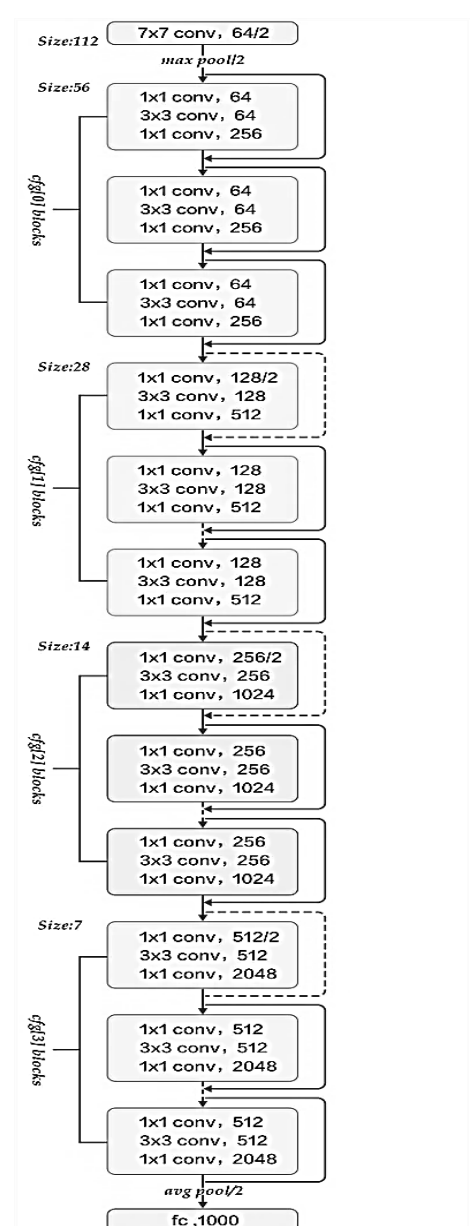 Size:112
7x7 conv, 64/2
max pool/2
Size:56
1x1 conv, 64
3x3 conv, 64
1x1 conv, 256
cfg[0] blocks
1x1 conv, 64
3x3 conv, 64
1x1 conv, 256
1x1 conv, 64
3x3 conv, 64
1x1 conv, 256
Size:28
1x1 conv, 128/2
3x3 conv, 128
1x1 conv, 512
cfg[1] blocks
1x1 conv, 128
3x3 conv, 128
1x1 conv, 512
1x1 conv, 128
3x3 conv, 128
1x1 conv, 512
Size:14
1x1 conv, 256/2
3x3 conv, 256
1x1 conv, 1024
cfg[2] blocks
1x1 conv, 256
3x3 conv, 256
1x1 conv, 1024
1x1 conv, 256
3x3 conv, 256
1x1 conv, 1024
Size:7
1x1 conv, 512/2
3x3 conv, 512
1x1 conv, 2048
cfg[3] blocks
1x1 conv, 512
3x3 conv, 512
1x1 conv, 2048
1x1 conv, 512
3x3 conv, 512
1x1 conv, 2048
avg pool/2
fc ,1000